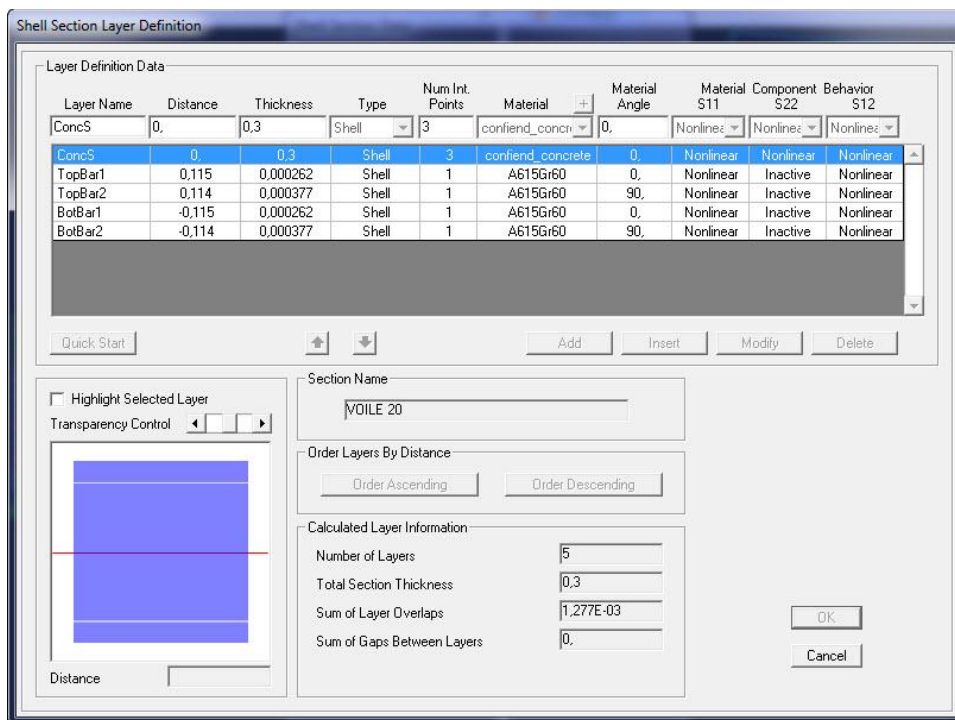 Shell Section Layer Definition
Layer Definition Data
Num Int. Material Material Component Behavior
Layer Name Distance Thickness Type Points Material + Angle S11 S22 S12
ConcS 0, 0,3 Shell 3 confiend_concr 0, Nonlinea Nonlinea Nonlinea
ConcS 0, 0,3 Shell 3 confiend_concrete 0, Nonlinear Nonlinear Nonlinear
TopBar1 0,115 0,000262 Shell 1 A615Gr60 0, Nonlinear Inactive Nonlinear
TopBar2 0,114 0,000377 Shell 1 A615Gr60 90, Nonlinear Inactive Nonlinear
BotBar1 -0,115 0,000262 Shell 1 A615Gr60 0, Nonlinear Inactive Nonlinear
BotBar2 -0,114 0,000377 Shell 1 A615Gr60 90, Nonlinear Inactive Nonlinear
Quick Start Add Insert Modify Delete
Highlight Selected Layer
Transparency Control
Distance
Section Name
VOILE 20
Order Layers By Distance
Order Ascending Order Descending
Calculated Layer Information
Number of Layers 5
Total Section Thickness 0,3
Sum of Layer Overlaps 1,277E-03
Sum of Gaps Between Layers 0,
OK
Cancel